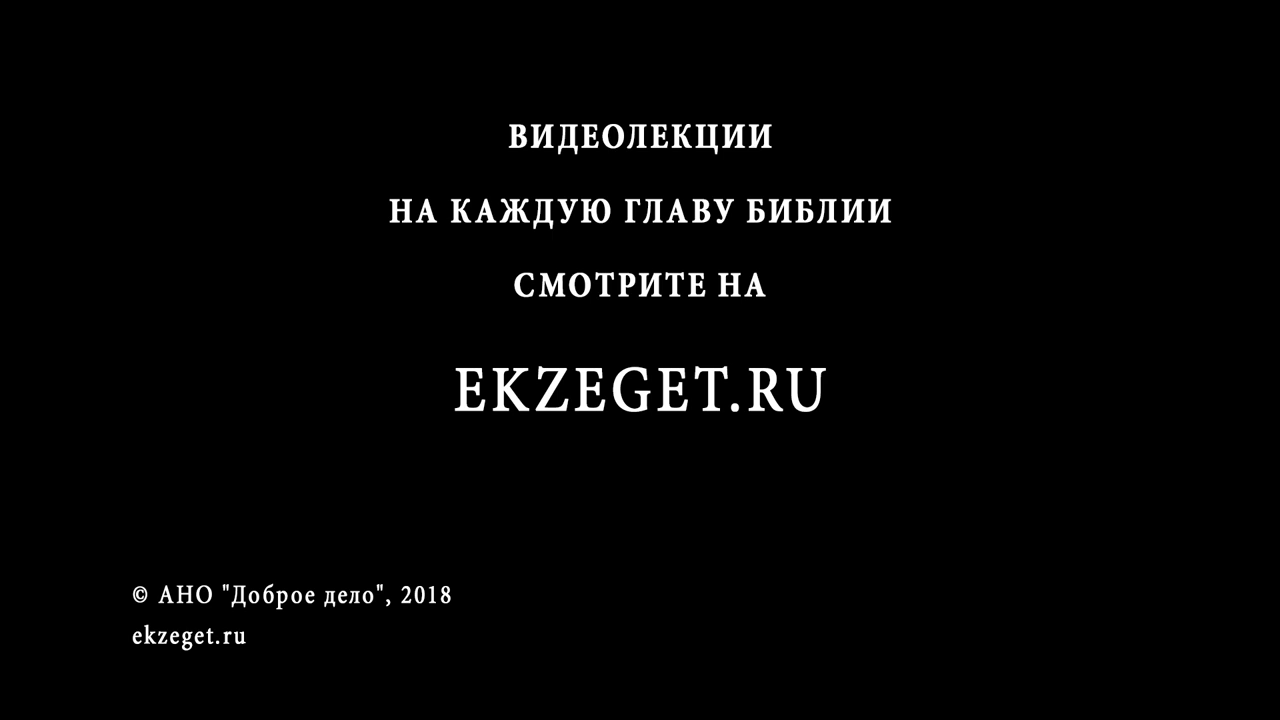 ВИДЕОЛЕКЦИИ
НА КАЖДУЮ ГЛАВУ БИБЛИИ
СМОТРИТЕ НА
EKZEGET.RU
© АНО "Доброе дело", 2018
ekzeget.ru